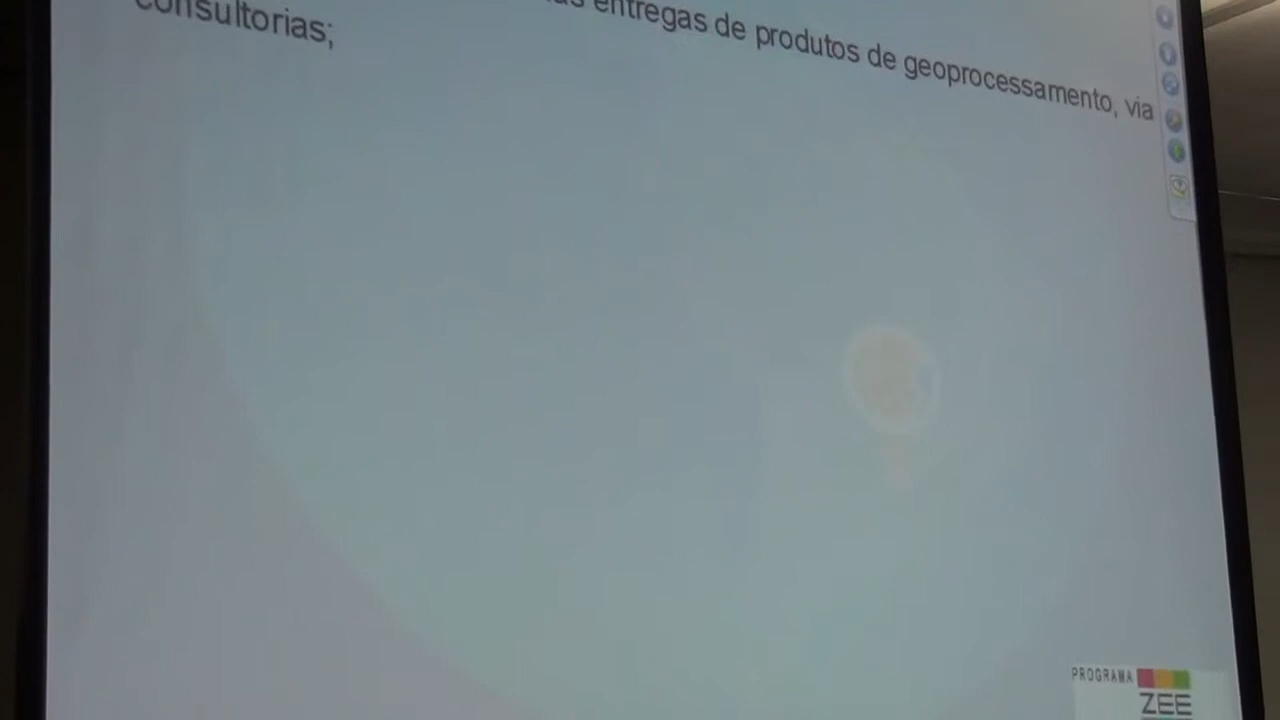 entregas de produtos de geoprocessamento, via
consultorias;
PROGRAMA
ZEE